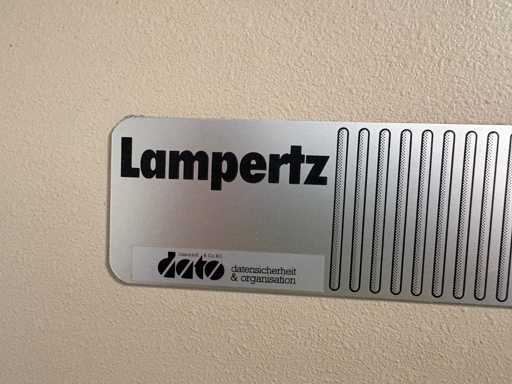 Lampertz
dato
datensicherheit
& organisation